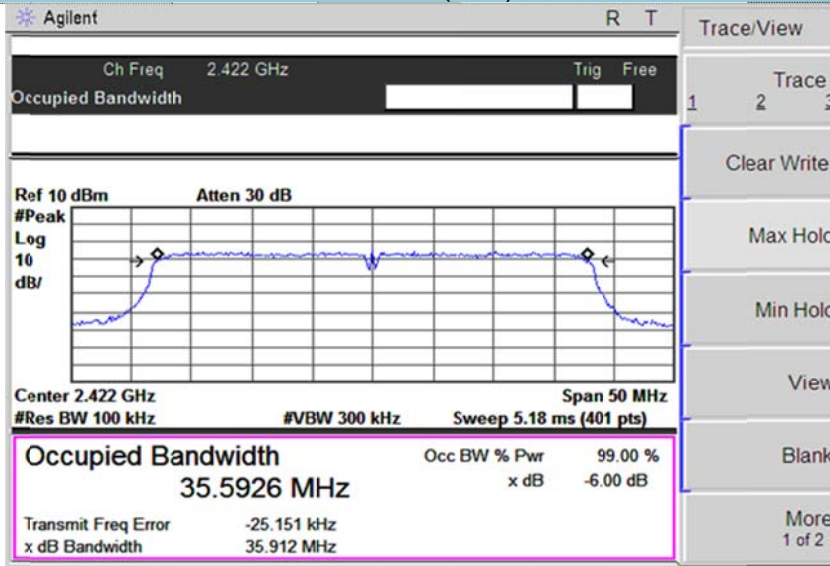 Agilent R T
Ch Freq 2.422 GHz Trig Free
Occupied Bandwidth
Ref 10 dBm Atten 30 dB
#Peak
Log
10
dB/
Center 2.422 GHz Span 50 MHz
#Res BW 100 kHz #VBW 300 kHz Sweep 5.18 ms (401 pts)
Occupied Bandwidth
35.5926 MHz
Occ BW % Pwr 99.00 %
x dB -6.00 dB
Transmit Freq Error -25.151 kHz
x dB Bandwidth 35.912 MHz
Trace/View
Trace
1 2 3
Clear Write
Max Hold
Min Hold
View
Blank
More
1 of 2